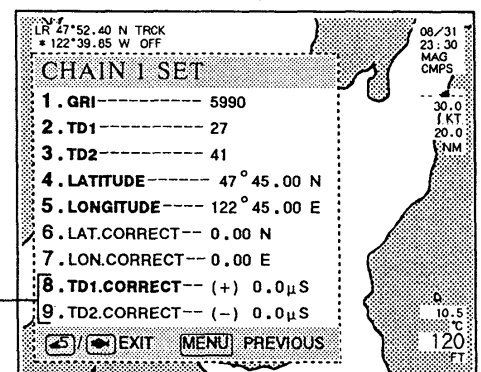 LR 47°52.40 N TRCK
* 122°39.85 W OFF
08/31
23:30
MAG
CMPS
CHAIN 1 SET
1.GRI---------- 5990
2.TD1---------- 27
3.TD2---------- 41
4.LATITUDE------- 47°45.00 N
5.LONGITUDE---- 122°45.00 E
6.LAT.CORRECT-- 0.00 N
7.LON.CORRECT-- 0.00 E
8.TD1.CORRECT-- (+) 0.0µS
9.TD2.CORRECT-- (−) 0.0µS
/ EXIT MENU PREVIOUS
30.0
KT
20.0
NM
D
10.5
°C
120
FT